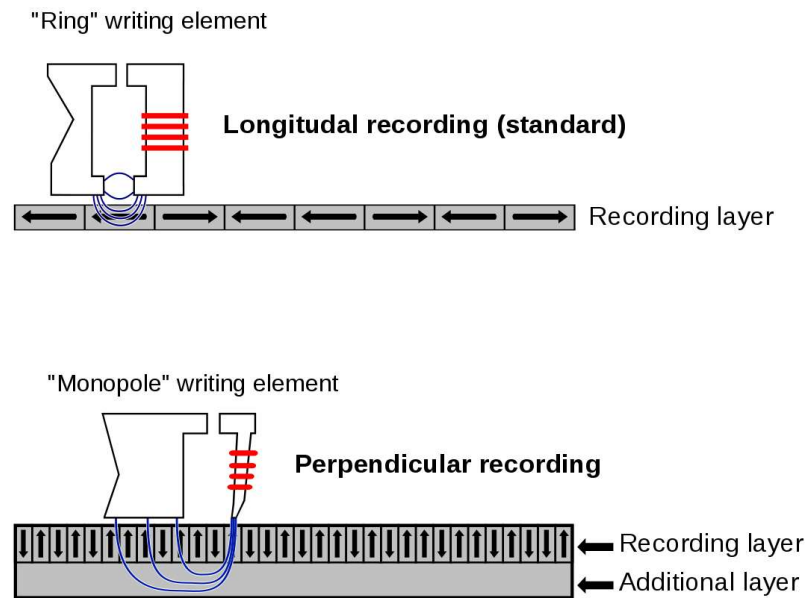 "Ring" writing element
Longitudal recording (standard)
Recording layer
"Monopole" writing element
Perpendicular recording
Recording layer
Additional layer